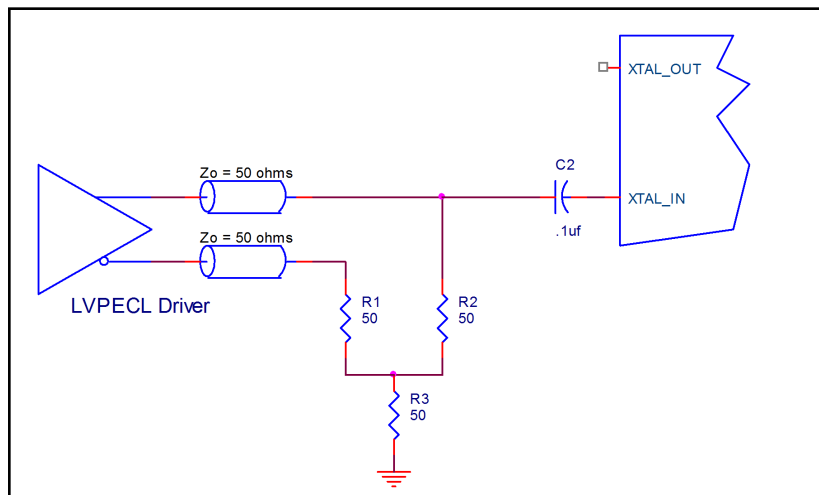 XTAL_OUT
Zo = 50 ohms
C2
XTAL_IN
.1uf
Zo = 50 ohms
LVPECL Driver
R1
50
R2
50
R3
50